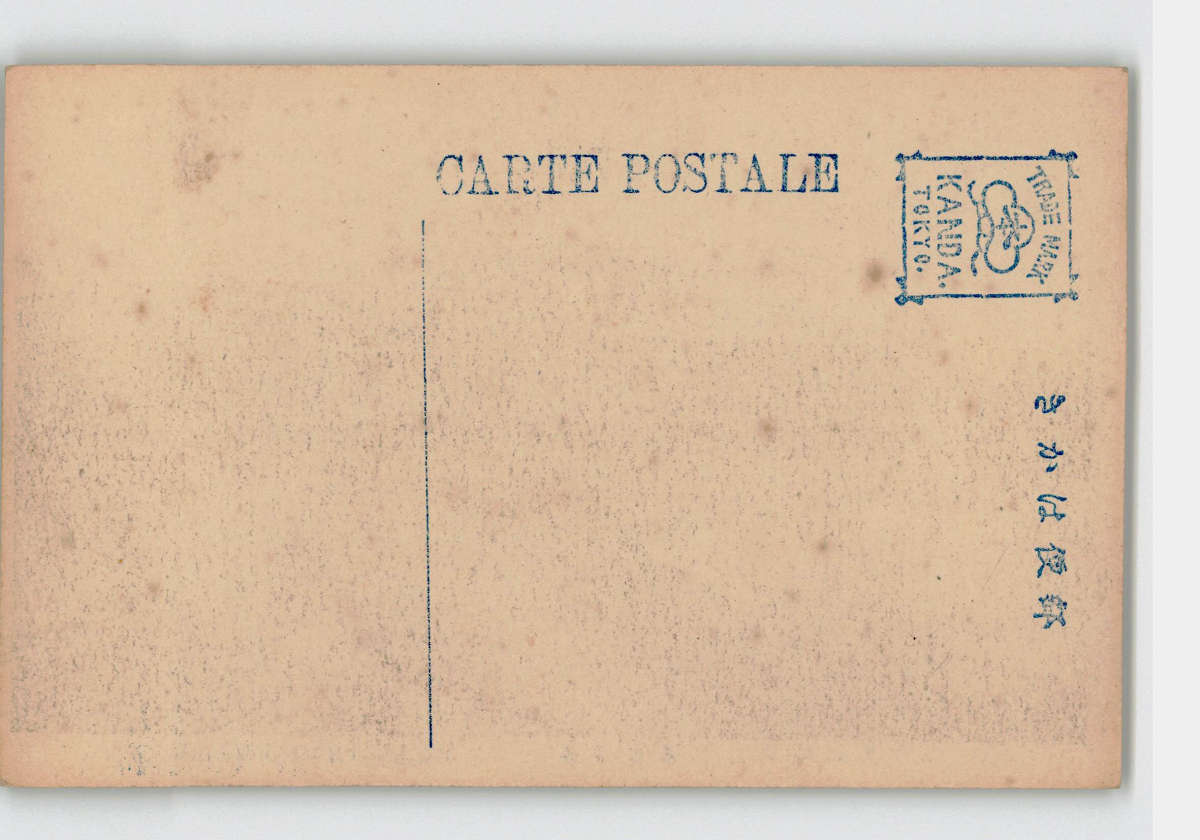 CARTE POSTALE
TRADE MARK
KANDA.
TOKYO.
きかは便郵